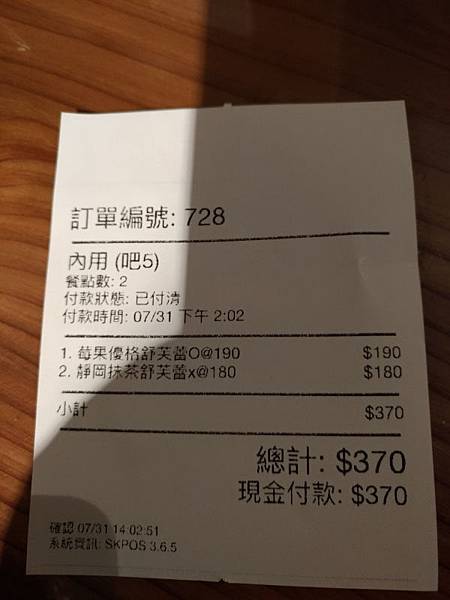 訂單編號: 728
內用 (吧5)
餐點數: 2
付款狀態: 已付清
付款時間: 07/31 下午 2:02
1. 莓果優格舒芙蕾O@190 $190
2. 靜岡抹茶舒芙蕾x@180 $180
小計 $370
總計: $370
現金付款: $370
確認 07/31 14:02:51
系統資訊: SKPOS 3.6.5